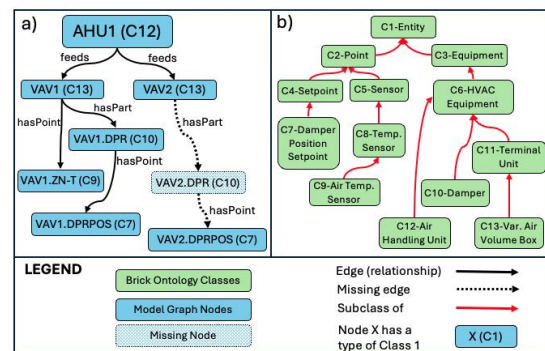 a)
AHU1 (C12)
feeds
feeds
VAV1 (C13)
VAV2 (C13)
hasPart
hasPart
hasPoint
VAV1.DPR (C10)
hasPoint
VAV1.ZN-T (C9)
VAV2.DPR (C10)
hasPoint
VAV1.DPRPOS (C7)
VAV2.DPRPOS (C7)
b)
C1-Entity
C2-Point
C3-Equipment
C4-Setpoint
C5-Sensor
C6-HVAC
Equipment
C7-Damper
Position
Setpoint
C8-Temp.
Sensor
C11-Terminal
Unit
C9-Air Temp.
Sensor
C10-Damper
C12-Air
Handling Unit
C13-Var. Air
Volume Box
LEGEND
Brick Ontology Classes
Model Graph Nodes
Missing Node
Edge (relationship)
Missing edge
Subclass of
Node X has a
type of Class 1
X (C1)